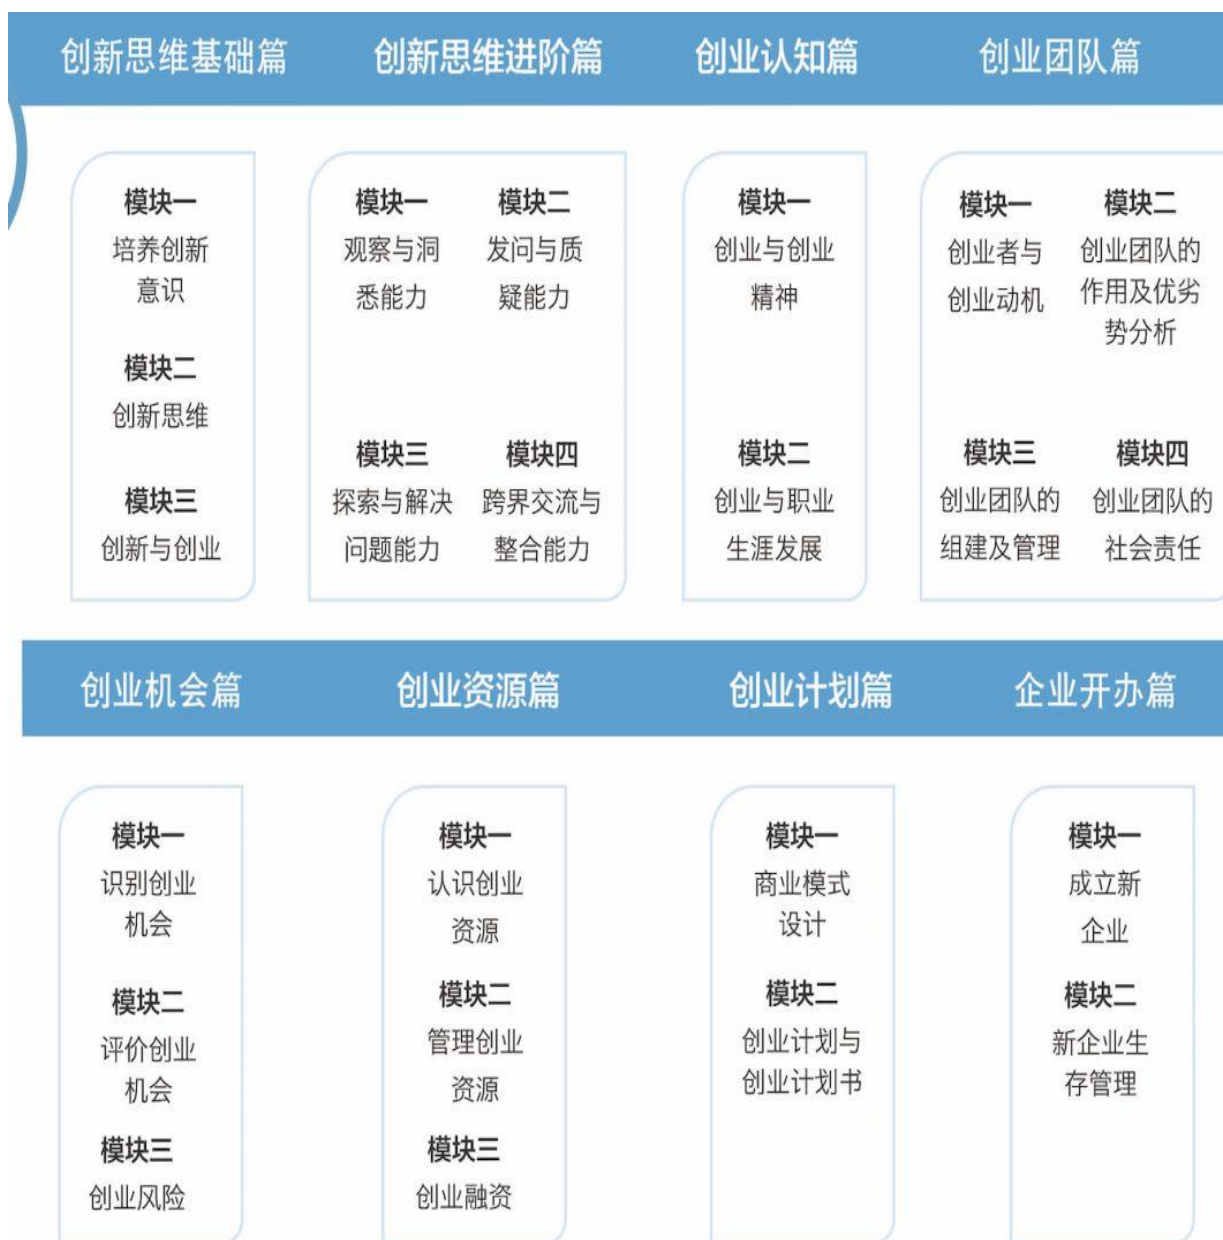 创新思维基础篇
创新思维进阶篇
创业认知篇
创业团队篇
模块一
培养创新
意识
模块二
创新思维
模块三
创新与创业
模块一
观察与洞
悉能力
模块二
发问与质
疑能力
模块三
探索与解决
问题能力
模块四
跨界交流与
整合能力
模块一
创业与创业
精神
模块二
创业与职业
生涯发展
模块一
创业者与
创业动机
模块二
创业团队的
作用及优劣
势分析
模块三
创业团队的
组建及管理
模块四
创业团队的
社会责任
创业机会篇
创业资源篇
创业计划篇
企业开办篇
模块一
识别创业
机会
模块二
评价创业
机会
模块三
创业风险
模块一
认识创业
资源
模块二
管理创业
资源
模块三
创业融资
模块一
商业模式
设计
模块二
创业计划与
创业计划书
模块一
成立新
企业
模块二
新企业生
存管理